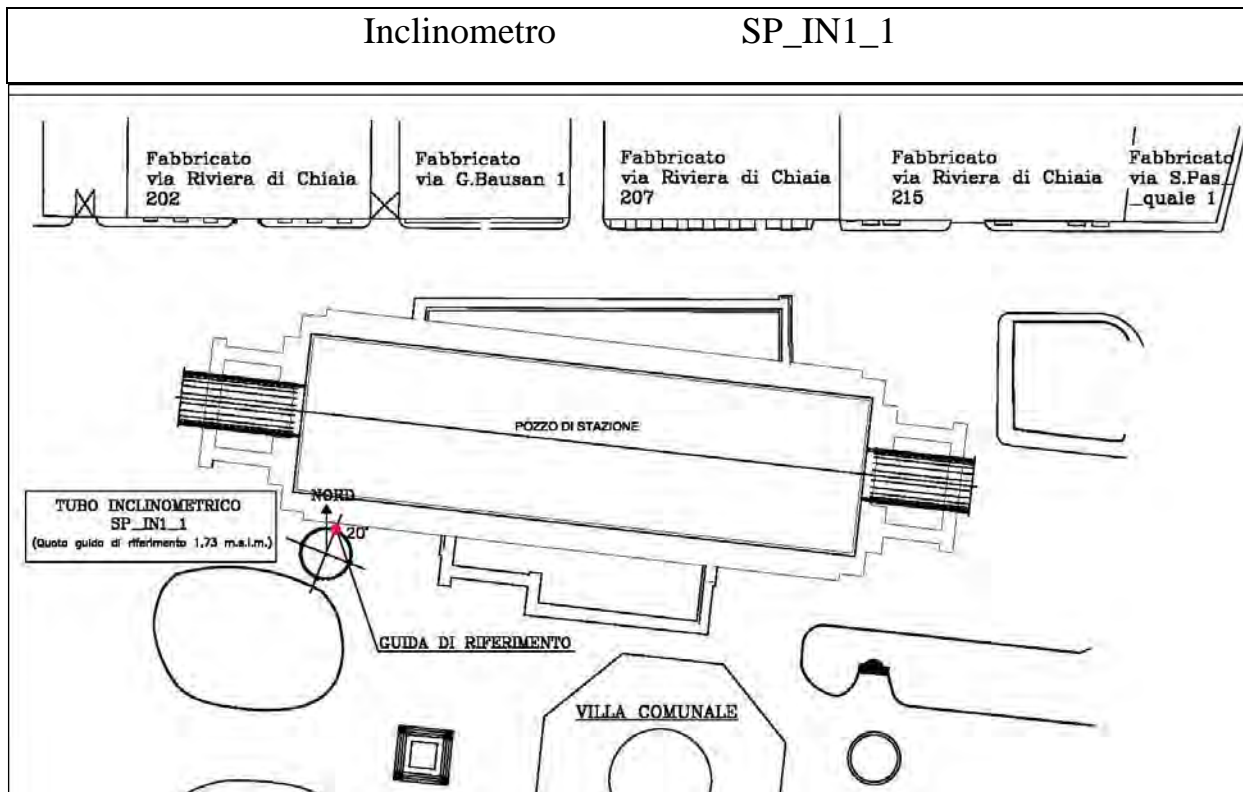 Inclinometro SP_IN1_1
Fabbricato
via Riviera di Chiaia
202
Fabbricato
via G.Bausan 1
Fabbricato
via Riviera di Chiaia
207
Fabbricato
via Riviera di Chiaia
215
Fabbricato
via S.Pas_
_quale 1
POZZO DI STAZIONE
TUBO INCLINOMETRICO
SP_IN1_1
(Quota guida di riferimento 1,73 m.s.l.m.)
NORD
20°
GUIDA DI RIFERIMENTO
VILLA COMUNALE